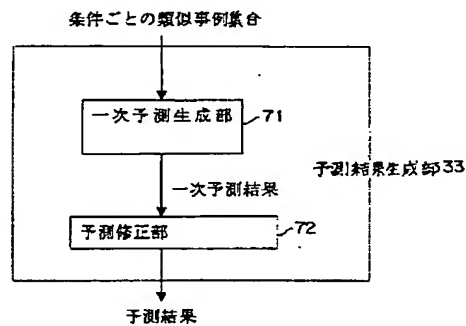 条件ごとの類似事例集合
一次予測生成部 71
予測結果生成部33
一次予測結果
予測修正部 72
予測結果